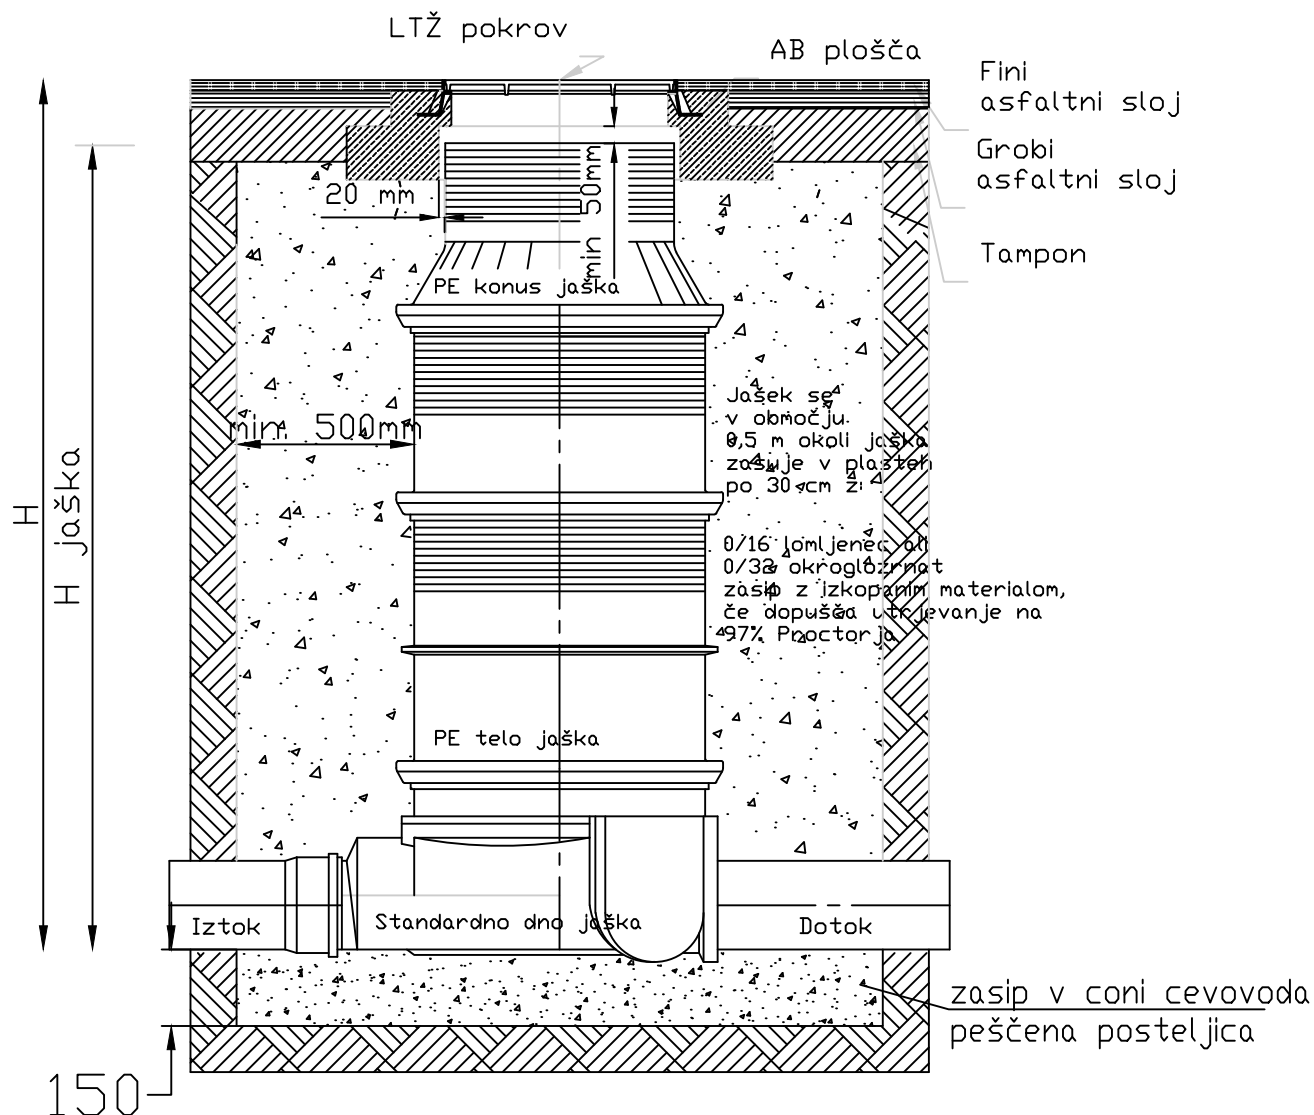 LTŽ pokrov
AB plošča
Fini
asfaltni sloj
Grobi
asfaltni sloj
20 mm
min 50mm
Tampon
PE konus jaška
Jašek se
v območju
0,5 m okoli jaška
zasuje v plasteh
po 30 cm z:
min. 500mm
H
H jaška
0/16 lomljenec ali
0/32 okroglozrnat
zasip z izkopanim materialom,
če dopušča utrjevanje na
97% Proctorja
PE telo jaška
Iztok
Standardno dno jaška
Dotok
zasip v coni cevovoda
peščena posteljica
150